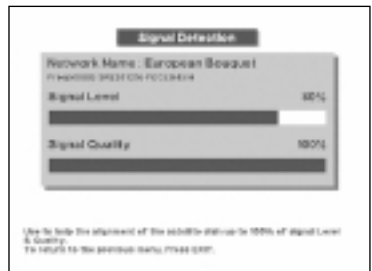 Signal Detection
Network Name : European Bouquet
Signal Level 80%
Signal Quality 100%
Use to help the alignment of the satellite dish up to 100% of signal Level
& Quality.
To return to the previous menu, Press EXIT.